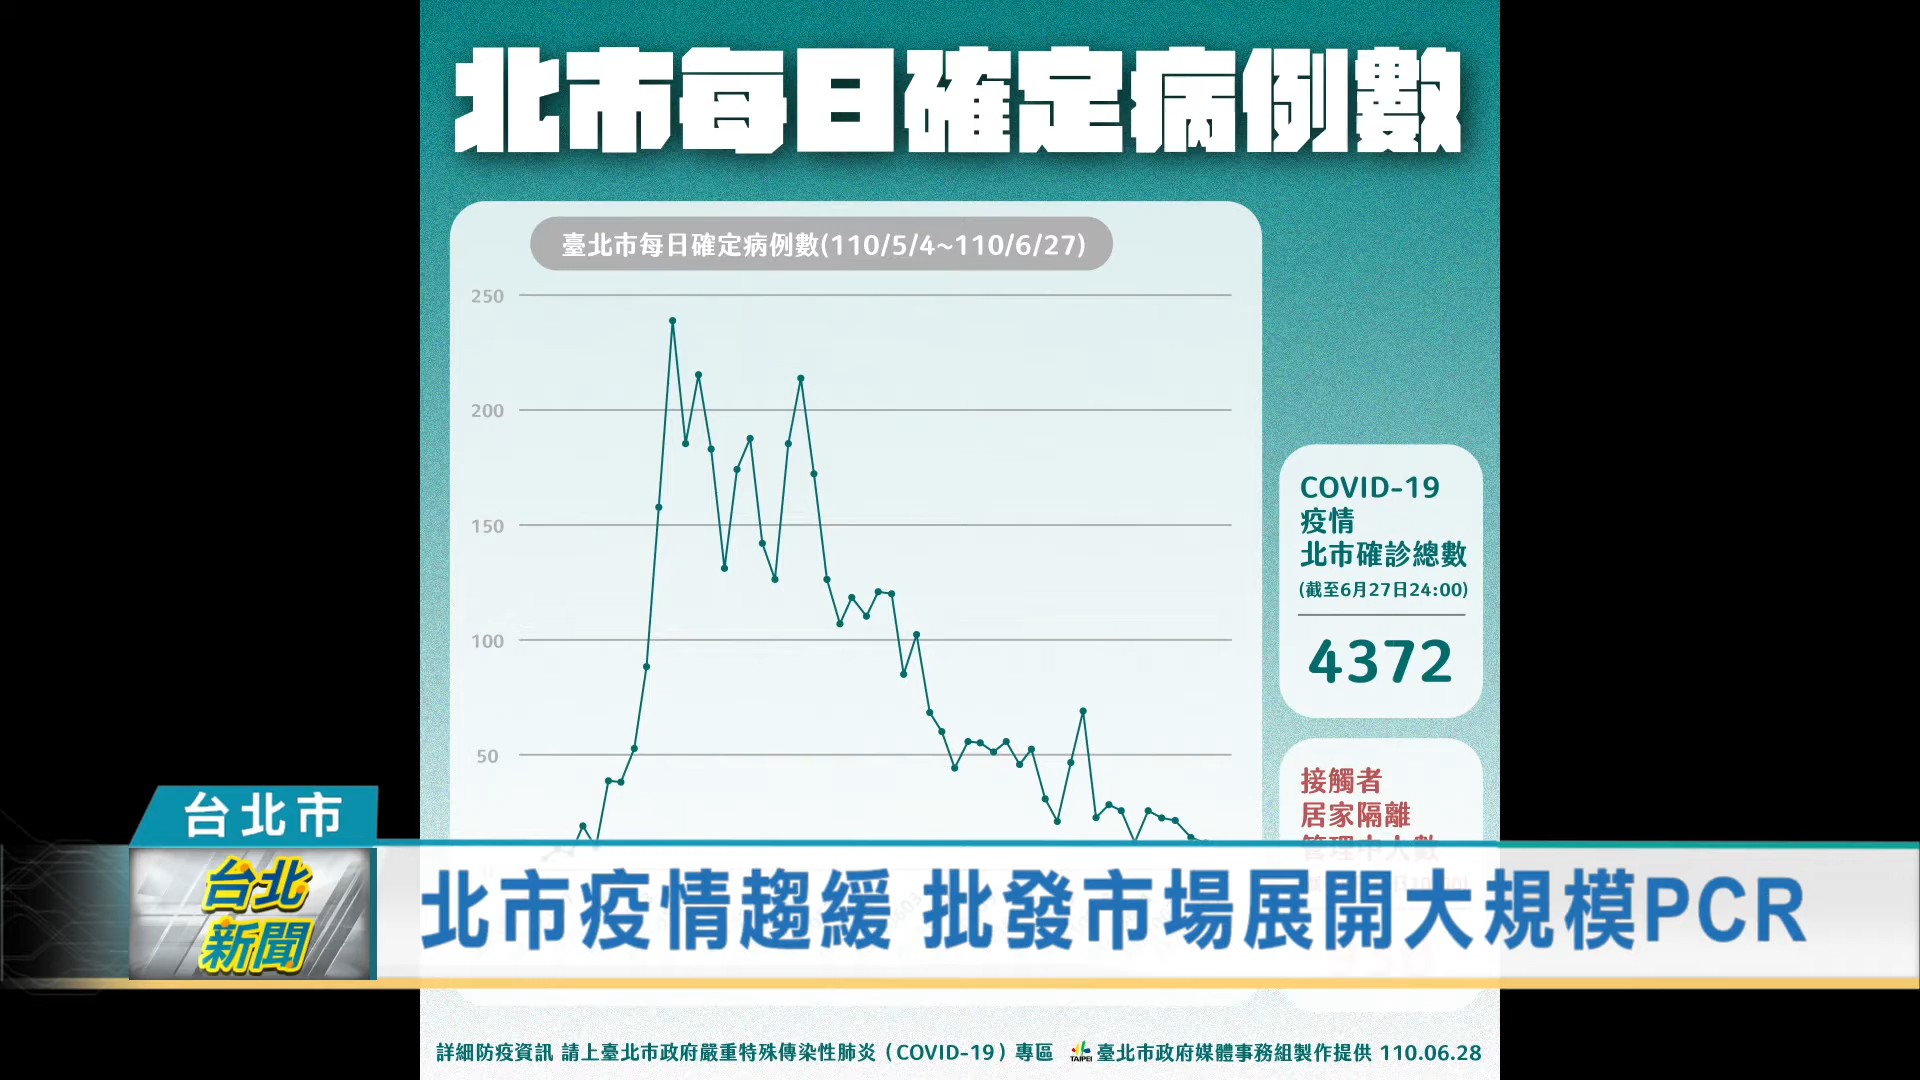 北市每日確定病例數
臺北市每日確定病例數(110/5/4~110/6/27)
250
200
150
100
50
COVID-19
疫情
北市確診總數
(截至6月27日24:00)
4372
接觸者
居家隔離
管理中人數
台北市
台北
新聞
北市疫情趨緩 批發市場展開大規模PCR
詳細防疫資訊 請上臺北市政府嚴重特殊傳染性肺炎（COVID-19）專區
TAIPEI
臺北市政府媒體事務組製作提供 110.06.28